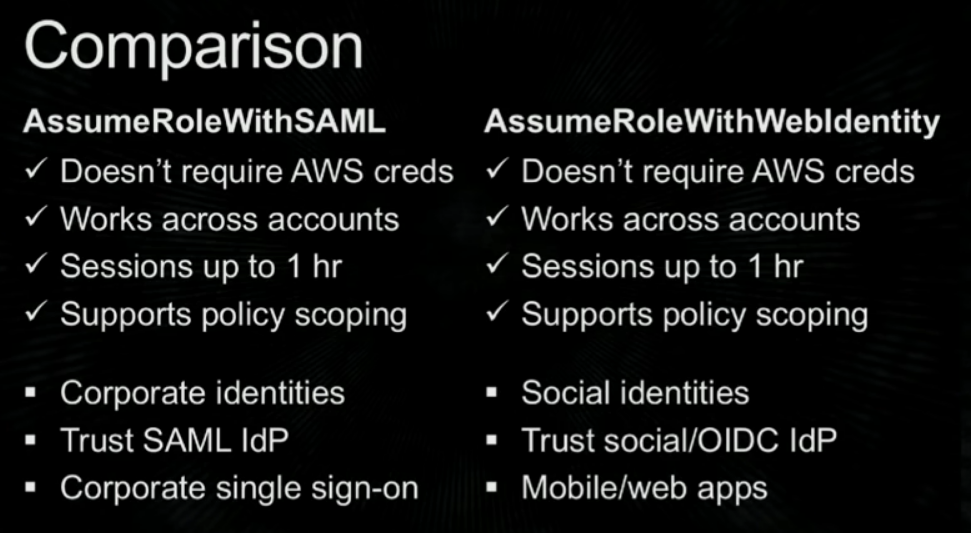 Comparison
AssumeRoleWithSAML
✓ Doesn't require AWS creds
✓ Works across accounts
✓ Sessions up to 1 hr
✓ Supports policy scoping
▪ Corporate identities
▪ Trust SAML IdP
▪ Corporate single sign-on
AssumeRoleWithWebIdentity
✓ Doesn't require AWS creds
✓ Works across accounts
✓ Sessions up to 1 hr
✓ Supports policy scoping
▪ Social identities
▪ Trust social/OIDC IdP
▪ Mobile/web apps